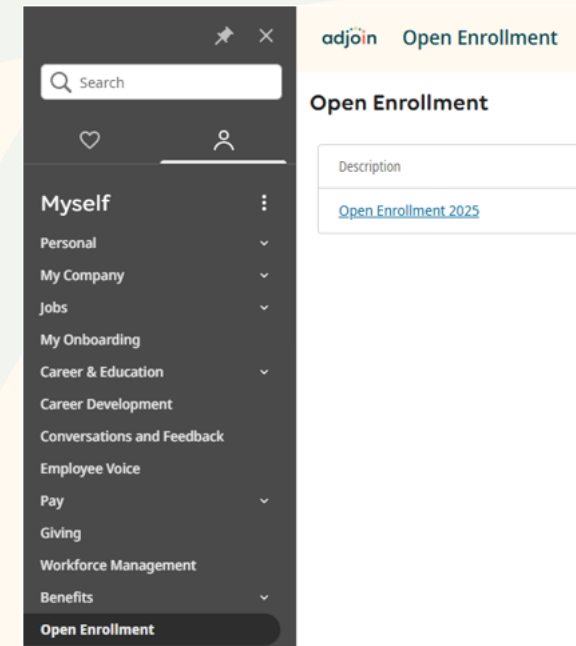 adjoin Open Enrollment
Search
Open Enrollment
Description
Open Enrollment 2025
Myself
Personal
My Company
Jobs
My Onboarding
Career & Education
Career Development
Conversations and Feedback
Employee Voice
Pay
Giving
Workforce Management
Benefits
Open Enrollment